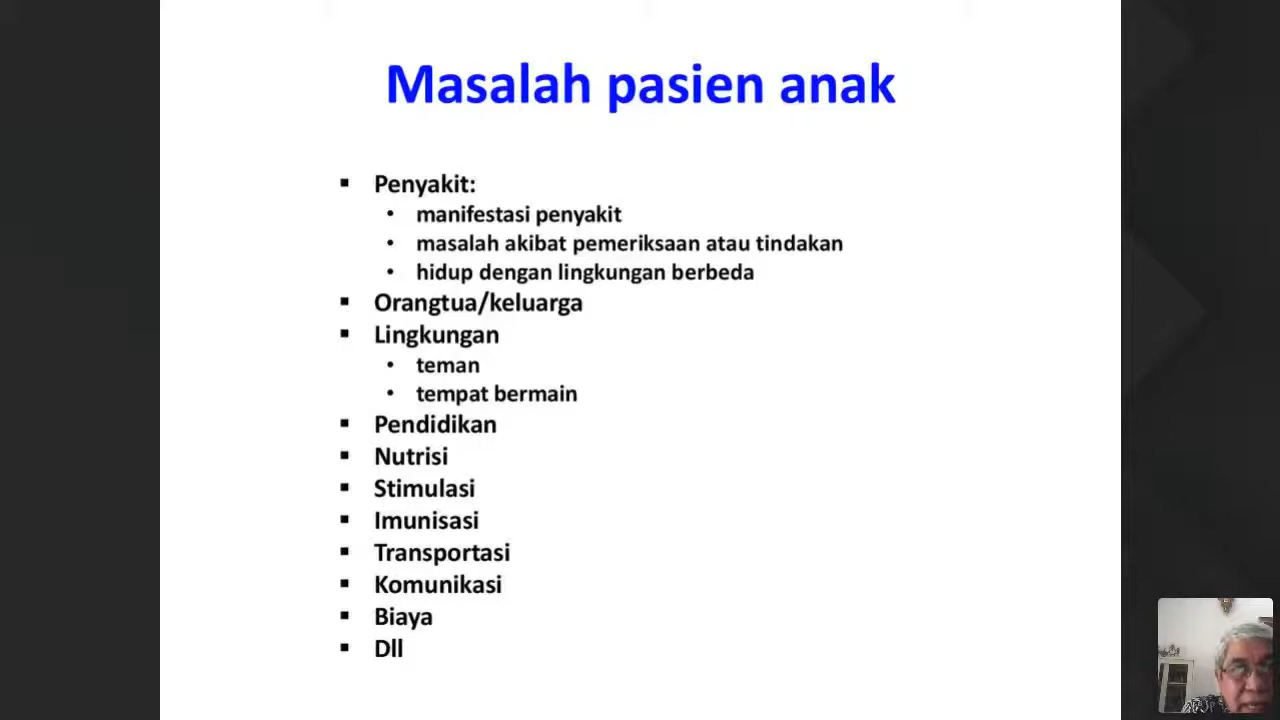 Masalah pasien anak
▪ Penyakit:
• manifestasi penyakit
• masalah akibat pemeriksaan atau tindakan
• hidup dengan lingkungan berbeda
▪ Orangtua/keluarga
▪ Lingkungan
• teman
• tempat bermain
▪ Pendidikan
▪ Nutrisi
▪ Stimulasi
▪ Imunisasi
▪ Transportasi
▪ Komunikasi
▪ Biaya
▪ Dll